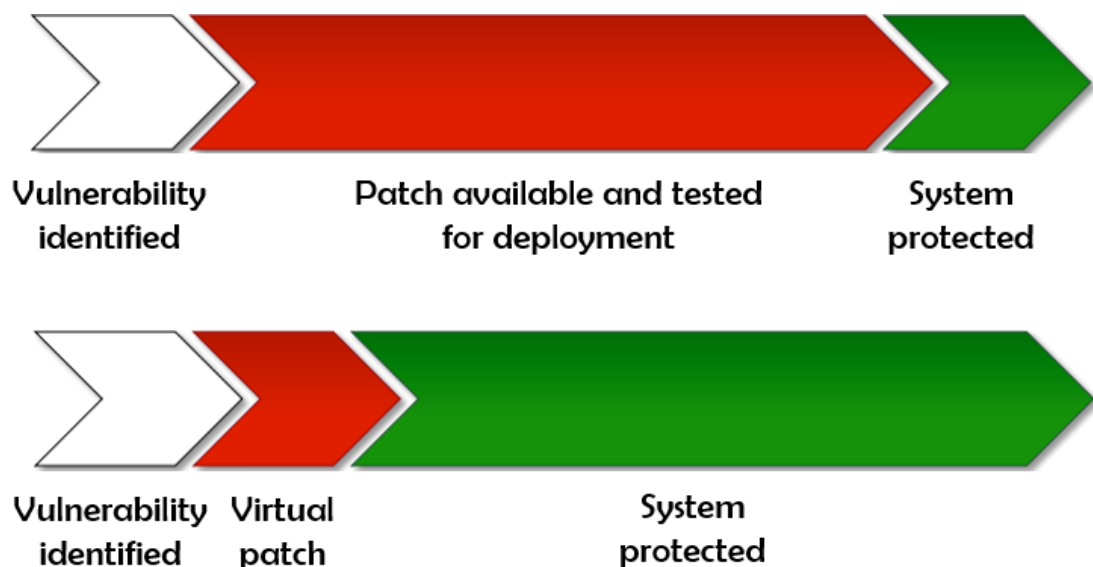 Vulnerability
identified
Patch available and tested
for deployment
System
protected
Vulnerability
identified
Virtual
patch
System
protected